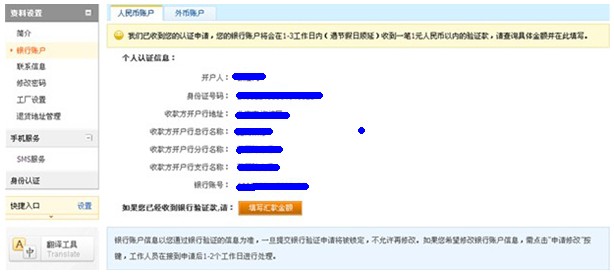 资料设置
简介
银行账户
联系信息
修改密码
工厂设置
退货地址管理
手机服务
SMS服务
身份认证
快捷入口 设置
翻译工具
Translate
人民币账户 外币账户
我们已收到您的认证申请，您的银行账户将会在1-3工作日内（遇节假日顺延）收到一笔1元人民币以内的验证款，请查询具体金额并在此填写。
个人认证信息：
开户人：
身份证号码：
收款方开户行地址：
收款方开户行总行名称：
收款方开户行分行名称：
收款方开户行支行名称：
银行账号：
如果您已经收到银行验证款,请： 填写汇款金额
银行账户信息以您通过银行验证的信息为准，一旦提交银行验证申请将被锁定，不允许再修改。如果您希望修改银行账户信息，需点击“申请修改”按
键，工作人员在接到申请后1-2个工作日进行处理。